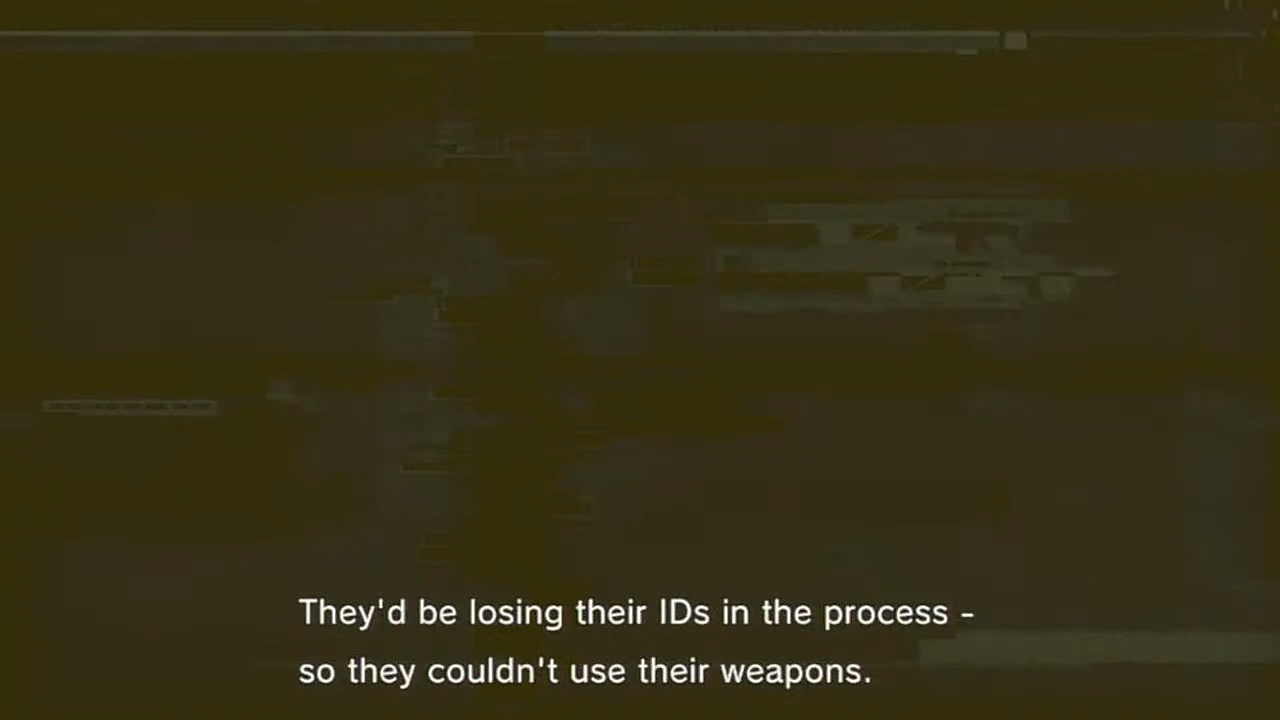 They'd be losing their IDs in the process -
so they couldn't use their weapons.